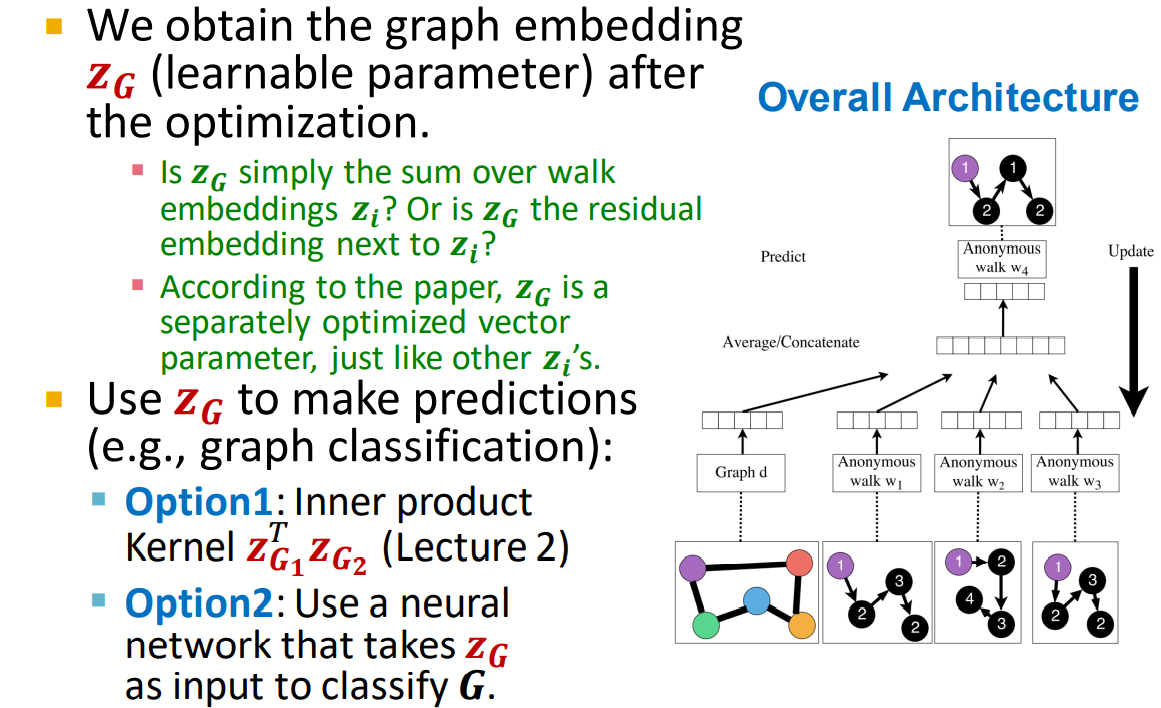 ■ We obtain the graph embedding
z_G (learnable parameter) after
the optimization.
▪ Is z_G simply the sum over walk
embeddings z_i? Or is z_G the residual
embedding next to z_i?
▪ According to the paper, z_G is a
separately optimized vector
parameter, just like other z_i's.
■ Use z_G to make predictions
(e.g., graph classification):
▪ Option1: Inner product
Kernel z_{G_1}^T z_{G_2} (Lecture 2)
▪ Option2: Use a neural
network that takes z_G
as input to classify G.
Overall Architecture
1 1
2 2
Predict
Anonymous
walk w_4
Update
Average/Concatenate
Graph d
Anonymous
walk w_1
Anonymous
walk w_2
Anonymous
walk w_3
1 3 2 2
1 2 4 3
1 3 2 2